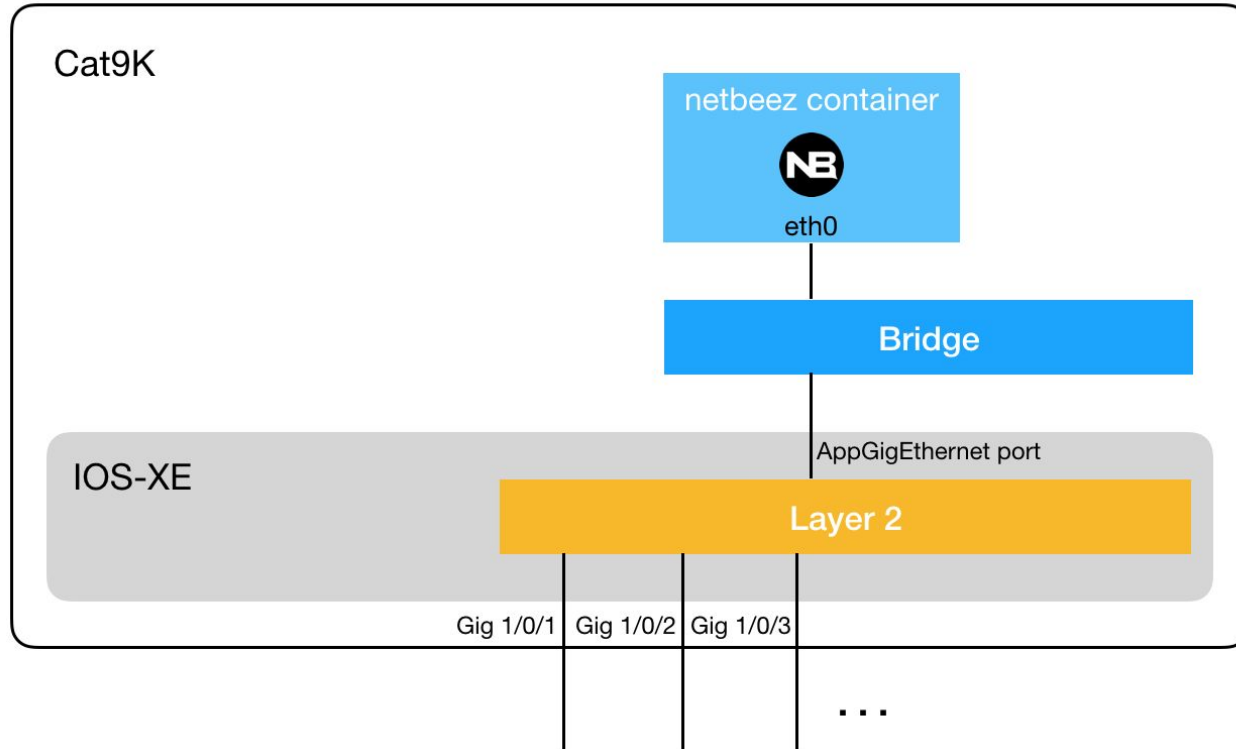 Cat9K
netbeez container
NB
eth0
Bridge
AppGigEthernet port
IOS-XE
Layer 2
Gig 1/0/1
Gig 1/0/2
Gig 1/0/3
...